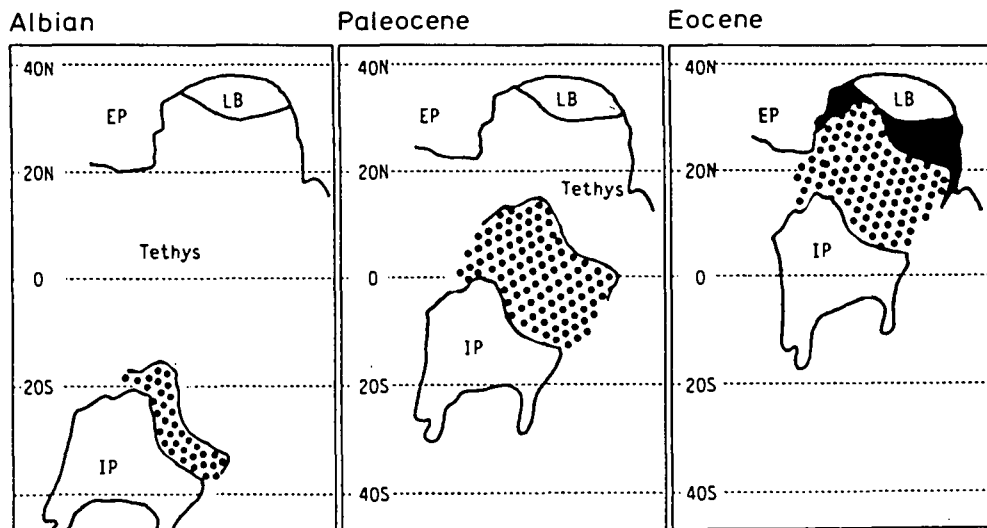 Albian
40N
LB
EP
20N
Tethys
0
20S
IP
Paleocene
40N
LB
EP
20N
Tethys
0
IP
20S
40S
Eocene
40N
LB
EP
20N
IP
0
20S
40S